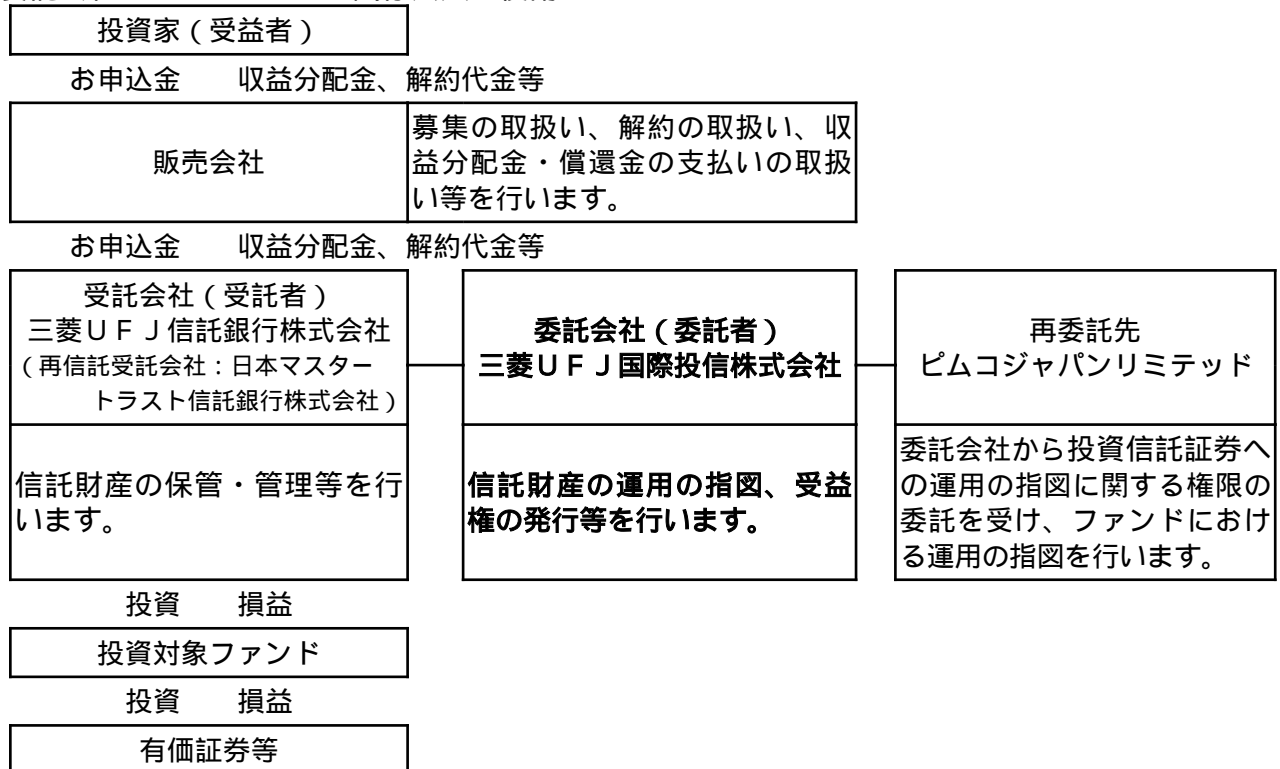 投資家（受益者）
お申込金　　収益分配金、解約代金等
販売会社
募集の取扱い、解約の取扱い、収
益分配金・償還金の支払いの取扱
い等を行います。
お申込金　　収益分配金、解約代金等
受託会社（受託者）
三菱ＵＦＪ信託銀行株式会社
（再信託受託会社：日本マスター
トラスト信託銀行株式会社）
委託会社（委託者）
三菱ＵＦＪ国際投信株式会社
再委託先
ピムコジャパンリミテッド
信託財産の保管・管理等を行
います。
信託財産の運用の指図、受益
権の発行等を行います。
委託会社から投資信託証券へ
の運用の指図に関する権限の
委託を受け、ファンドにおけ
る運用の指図を行います。
投資　　損益
投資対象ファンド
投資　　損益
有価証券等